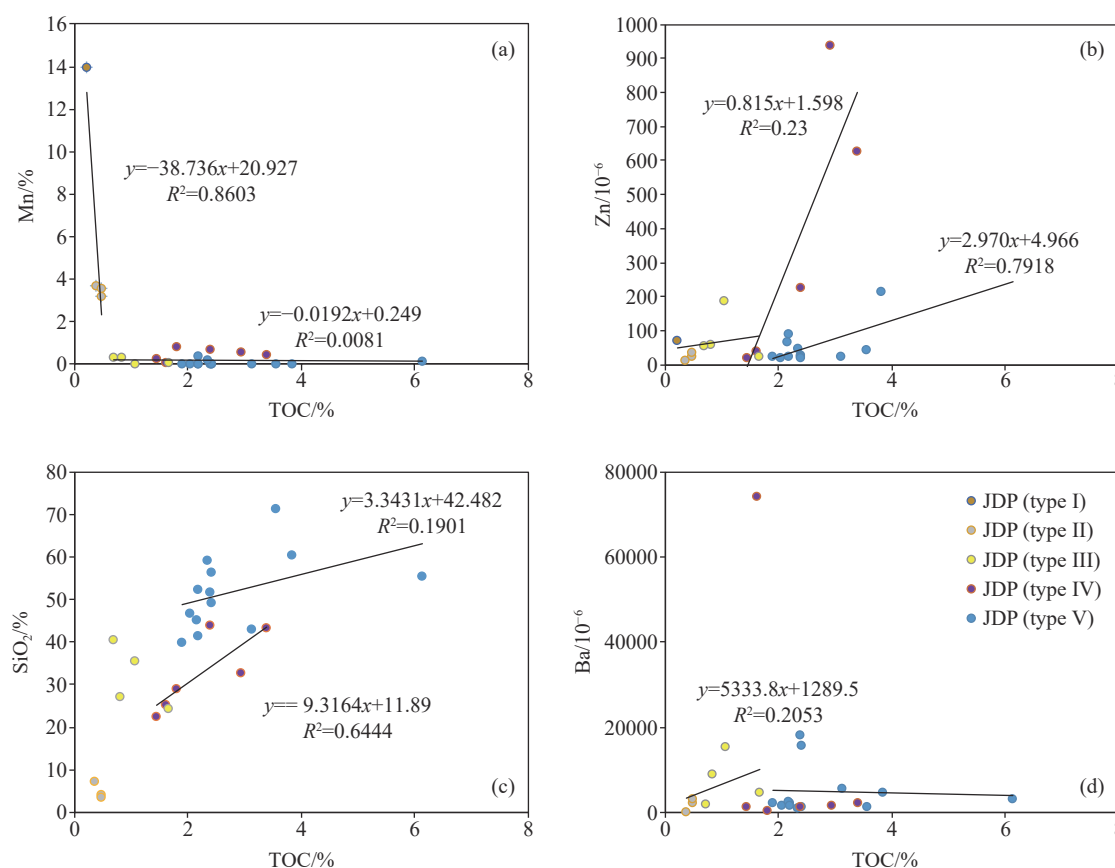 (a)
16
14
12
10
8
6
4
2
0
Mn/%
y=−38.736x+20.927
R²=0.8603
y=−0.0192x+0.249
R²=0.0081
0 2 4 6 8
TOC/%
(b)
1000
900
800
700
600
500
400
300
200
100
0
Zn/10⁻⁶
y=0.815x+1.598
R²=0.23
y=2.970x+4.966
R²=0.7918
0 2 4 6
TOC/%
80
70
60
50
40
30
20
10
0
SiO₂/%
y=3.3431x+42.482
R²=0.1901
y== 9.3164x+11.89
R²=0.6444
(c)
0 2 4 6 8
TOC/%
80000
60000
40000
20000
0
Ba/10⁻⁶
JDP (type I)
JDP (type II)
JDP (type III)
JDP (type IV)
JDP (type V)
y=5333.8x+1289.5
R²=0.2053
(d)
0 2 4 6
TOC/%